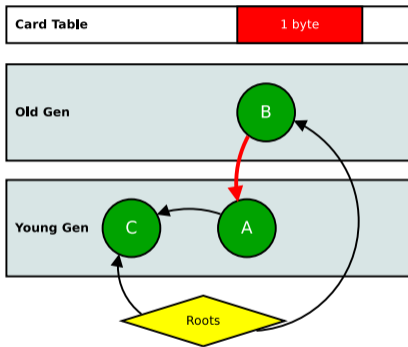 Card Table
1 byte
Old Gen
B
Young Gen
C
A
Roots